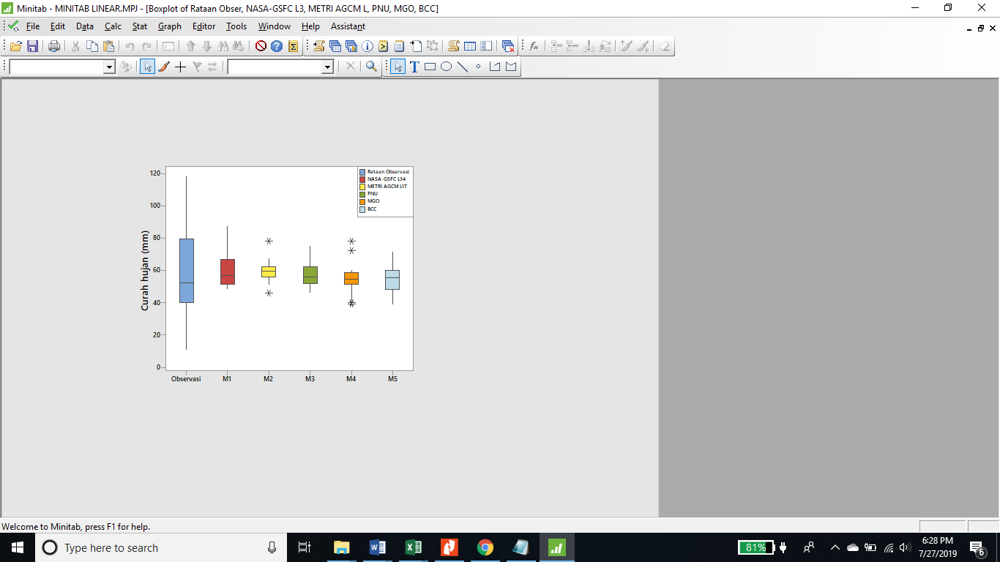 Minitab - MINITAB LINEAR.MPJ - [Boxplot of Rataan Obser, NASA-GSFC L3, METRI AGCM L, PNU, MGO, BCC]
File Edit Data Calc Stat Graph Editor Tools Window Help Assistant
120
100
80
60
40
20
0
Curah hujan (mm)
Rataan Observasi
NASA-GSFC L34
METRI AGCM L17
PNU
MGO
BCC
Observasi M1 M2 M3 M4 M5
Welcome to Minitab, press F1 for help.
Type here to search
81%
6:28 PM
7/27/2019
6